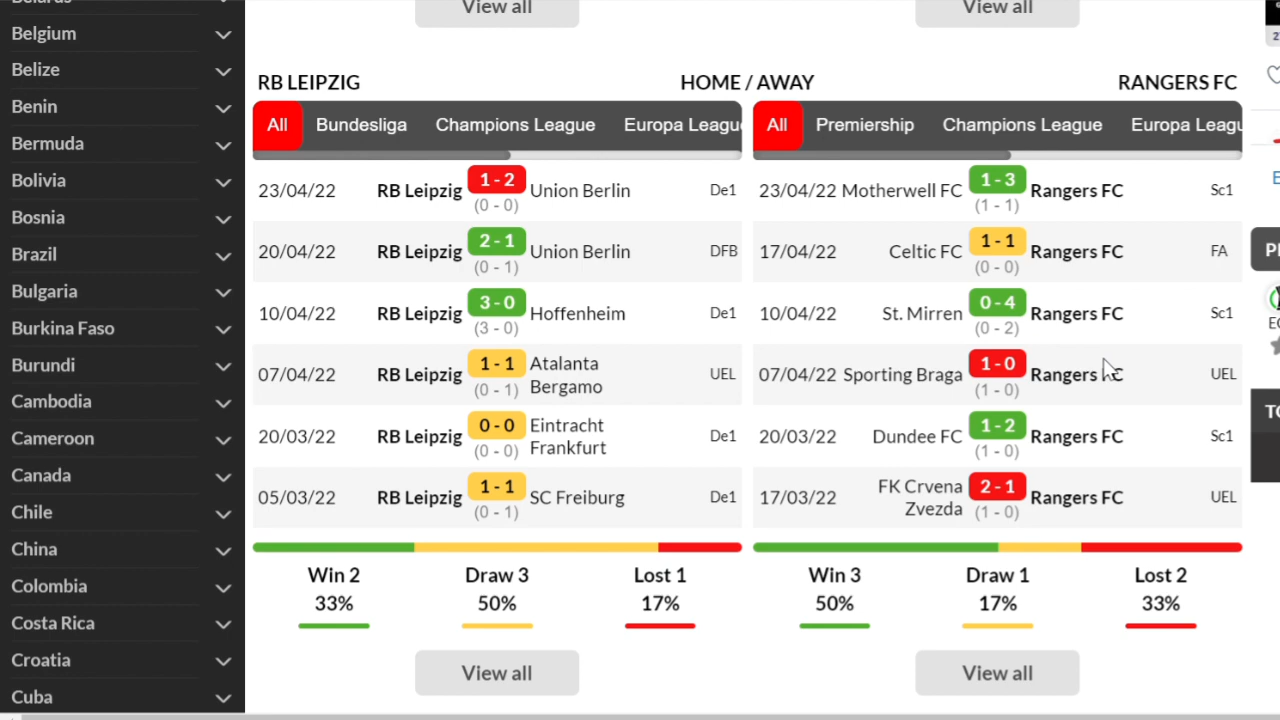 View all
View all
Belgium
Belize
Benin
Bermuda
Bolivia
Bosnia
Brazil
Bulgaria
Burkina Faso
Burundi
Cambodia
Cameroon
Canada
Chile
China
Colombia
Costa Rica
Croatia
Cuba
RB LEIPZIG
HOME / AWAY
RANGERS FC
All Bundesliga Champions League Europa Leagu
23/04/22 RB Leipzig 1 - 2 Union Berlin De1
(0 - 0)
20/04/22 RB Leipzig 2 - 1 Union Berlin DFB
(0 - 1)
10/04/22 RB Leipzig 3 - 0 Hoffenheim De1
(3 - 0)
07/04/22 RB Leipzig 1 - 1 Atalanta Bergamo UEL
(0 - 1)
20/03/22 RB Leipzig 0 - 0 Eintracht Frankfurt De1
(0 - 0)
05/03/22 RB Leipzig 1 - 1 SC Freiburg De1
(0 - 1)
Win 2 Draw 3 Lost 1
33% 50% 17%
View all
All Premiership Champions League Europa Leagu
23/04/22 Motherwell FC 1 - 3 Rangers FC Sc1
(1 - 1)
17/04/22 Celtic FC 1 - 1 Rangers FC FA
(0 - 0)
10/04/22 St. Mirren 0 - 4 Rangers FC Sc1
(0 - 2)
07/04/22 Sporting Braga 1 - 0 Rangers FC UEL
(1 - 0)
20/03/22 Dundee FC 1 - 2 Rangers FC Sc1
(1 - 0)
17/03/22 FK Crvena Zvezda 2 - 1 Rangers FC UEL
(1 - 0)
Win 3 Draw 1 Lost 2
50% 17% 33%
View all